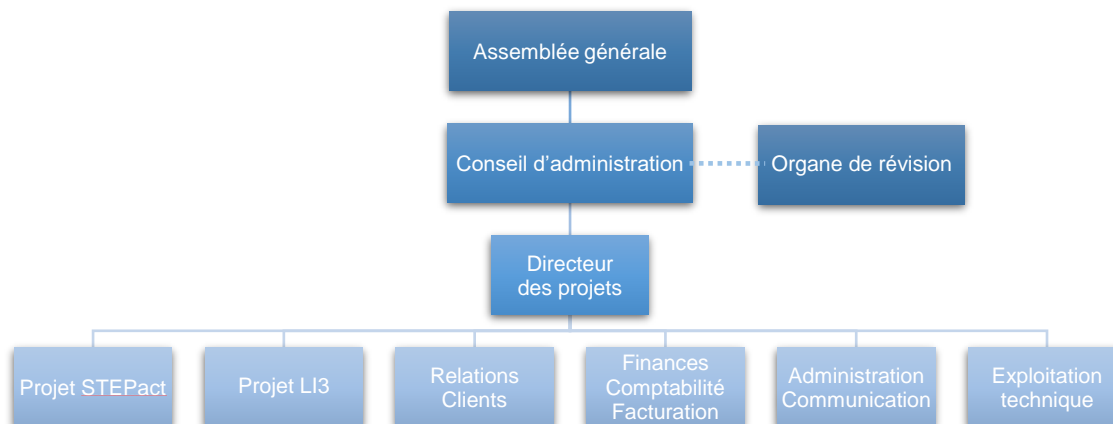 Assemblée générale
Conseil d’administration
Organe de révision
Directeur
des projets
Projet STEPact
Projet LI3
Relations
Clients
Finances
Comptabilité
Facturation
Administration
Communication
Exploitation
technique